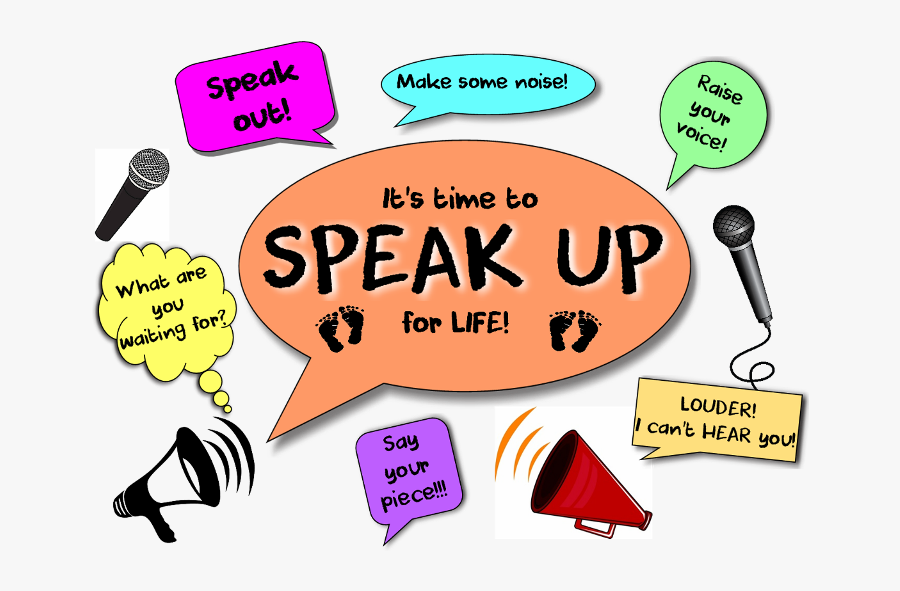 Speak
out!
Make some noise!
Raise
your
voice!
It's time to
SPEAK UP
for LIFE!
What are
you
waiting for?
LOUDER!
I can't HEAR you!
Say
your
piece!!!